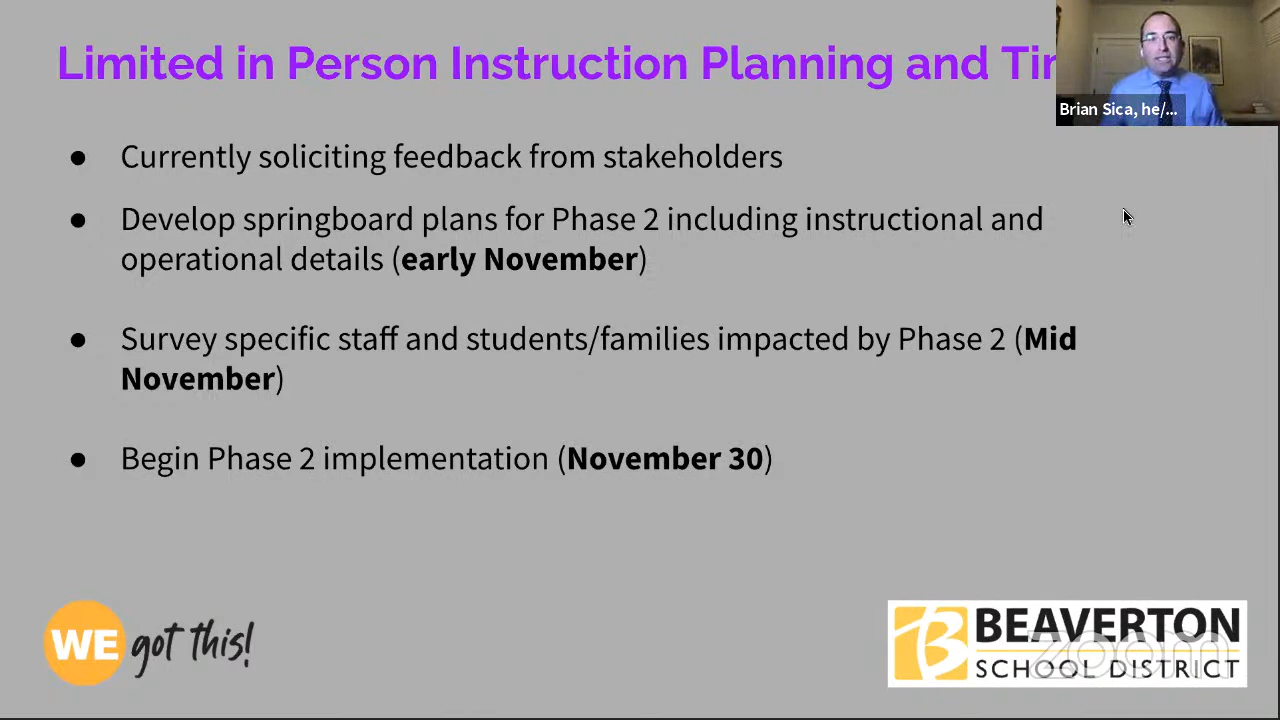 Limited in Person Instruction Planning and
Brian Sica, he/...
● Currently soliciting feedback from stakeholders
● Develop springboard plans for Phase 2 including instructional and
operational details (early November)
● Survey specific staff and students/families impacted by Phase 2 (Mid
November)
● Begin Phase 2 implementation (November 30)
WE got this!
B BEAVERTON
SCHOOL DISTRICT
zoom